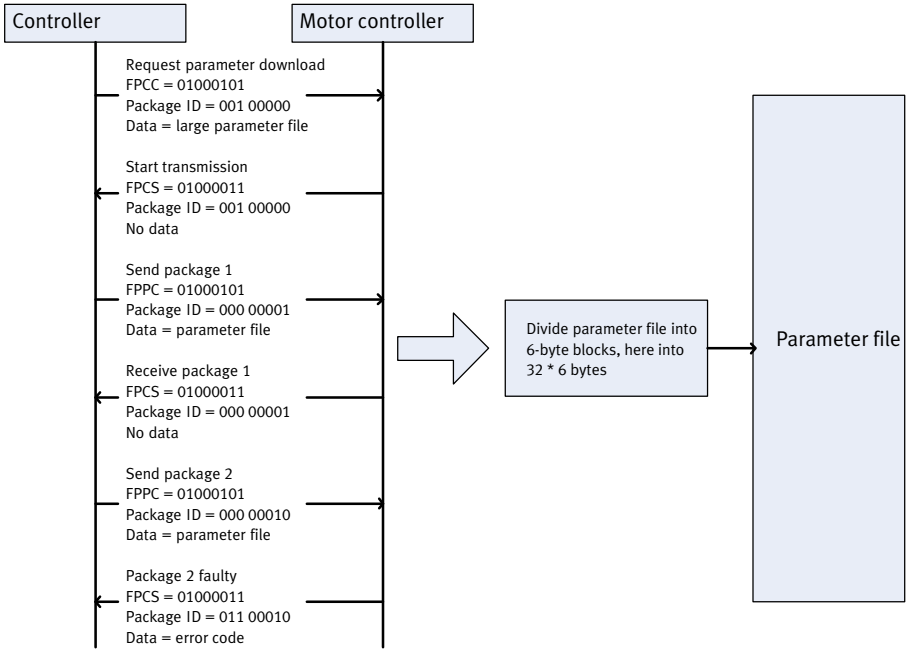 Controller
Motor controller
Request parameter download
FPCC = 01000101
Package ID = 001 00000
Data = large parameter file
Start transmission
FPCS = 01000011
Package ID = 001 00000
No data
Send package 1
FPPC = 01000101
Package ID = 000 00001
Data = parameter file
Receive package 1
FPCS = 01000011
Package ID = 000 00001
No data
Send package 2
FPPC = 01000101
Package ID = 000 00010
Data = parameter file
Package 2 faulty
FPCS = 01000011
Package ID = 011 00010
Data = error code
Divide parameter file into
6-byte blocks, here into
32 * 6 bytes
Parameter file